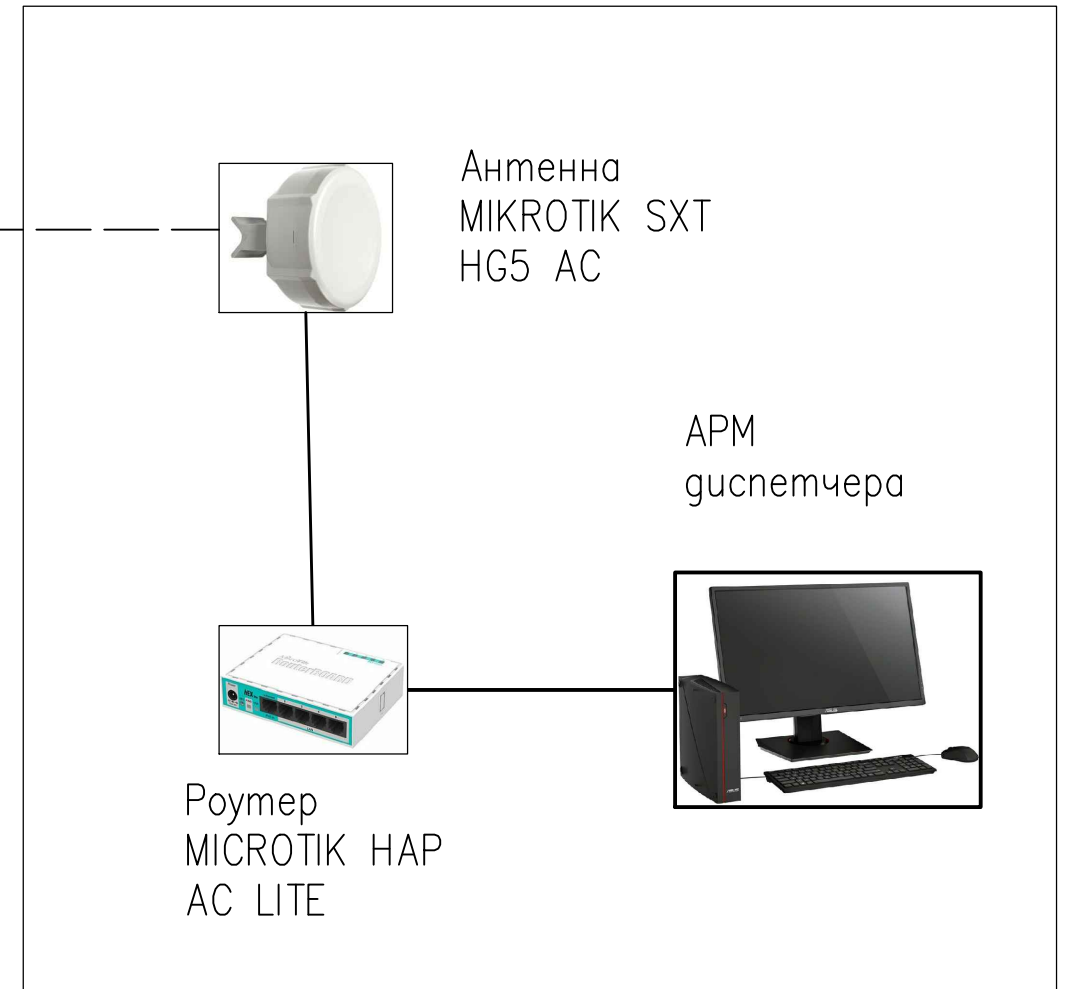 Антенна
MIKROTIK SXT
HG5 AC
АРМ
диспетчера
Роутер
MICROTIK HAP
AC LITE